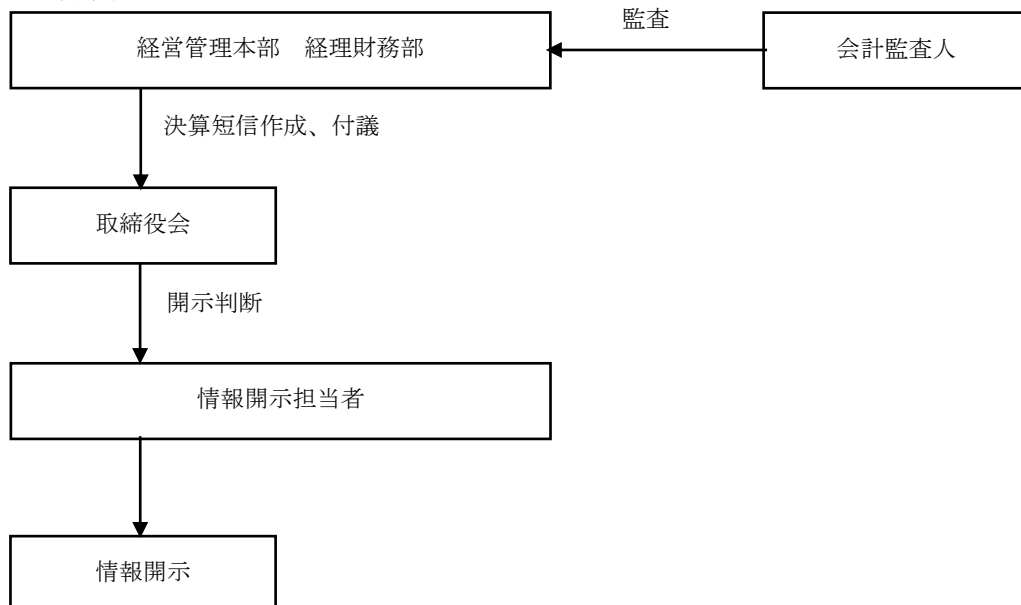 監査
経営管理本部　経理財務部
会計監査人
決算短信作成、付議
取締役会
開示判断
情報開示担当者
情報開示